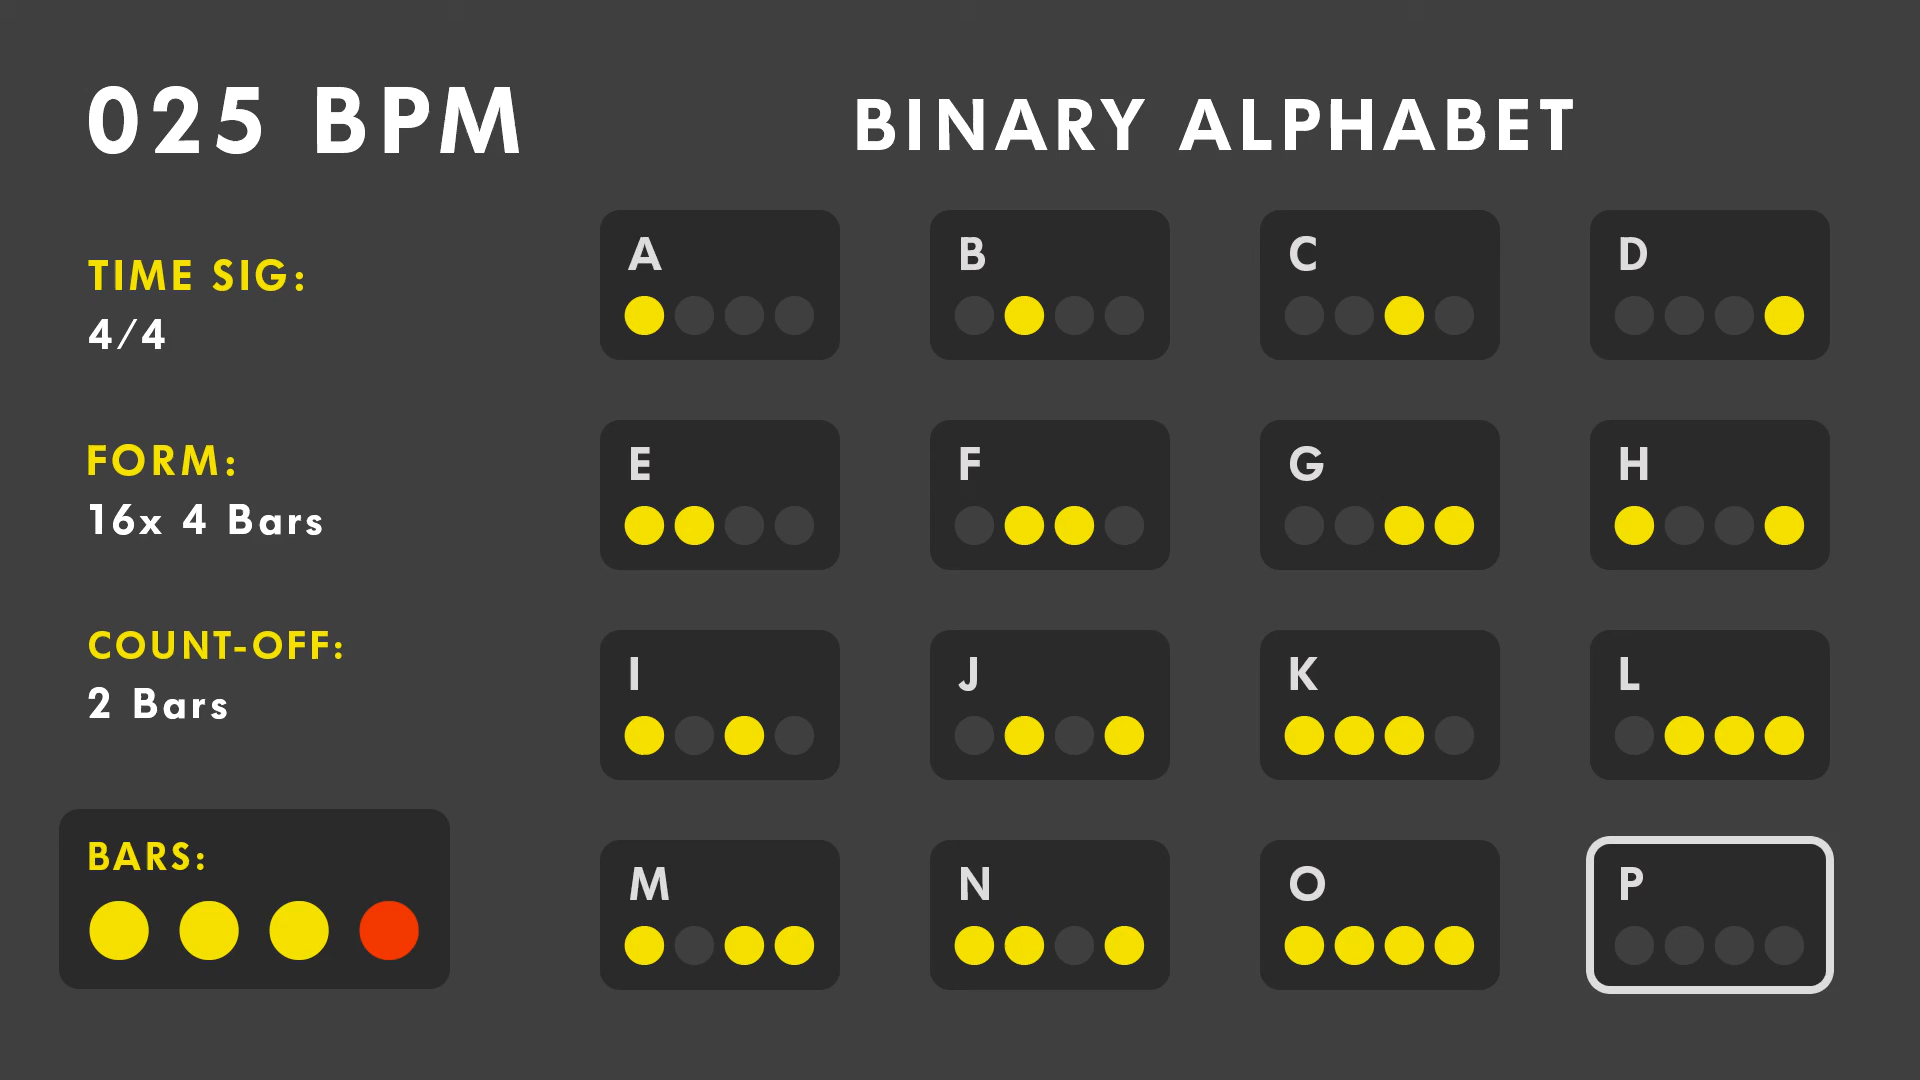 025 BPM
BINARY ALPHABET
TIME SIG:
4/4
FORM:
16x 4 Bars
COUNT-OFF:
2 Bars
BARS:
A
B
C
D
E
F
G
H
I
J
K
L
M
N
O
P